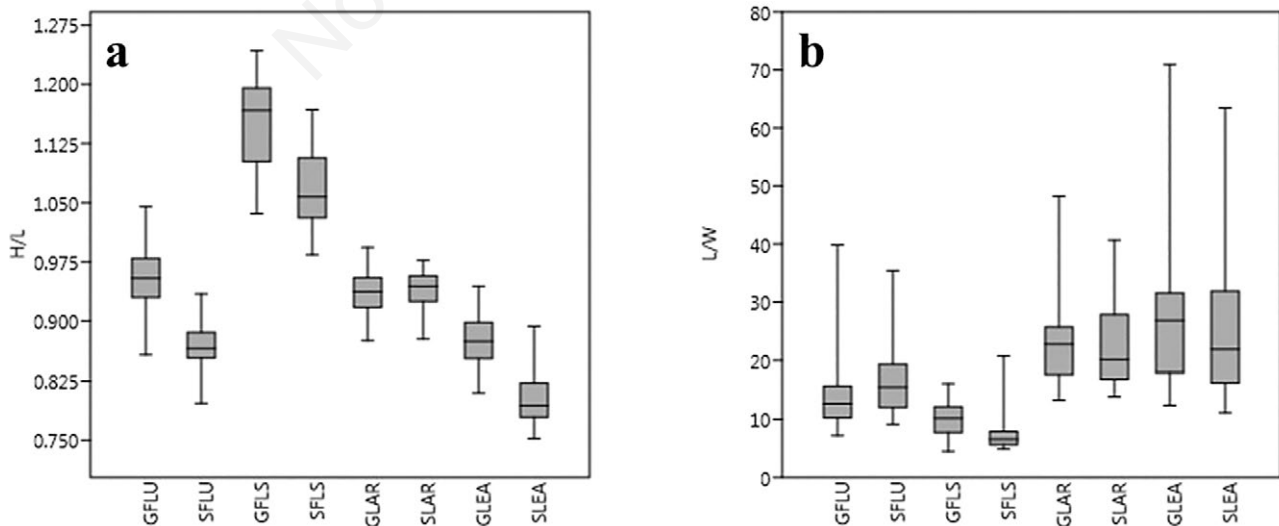 No
a
1.275
1.200
1.125
1.050
0.975
0.900
0.825
0.750
H/L
GFLU SFLU GFLS SFLS GLAR SLAR GLEA SLEA
b
80
70
60
50
40
30
20
10
0
L/W
GFLU SFLU GFLS SFLS GLAR SLAR GLEA SLEA